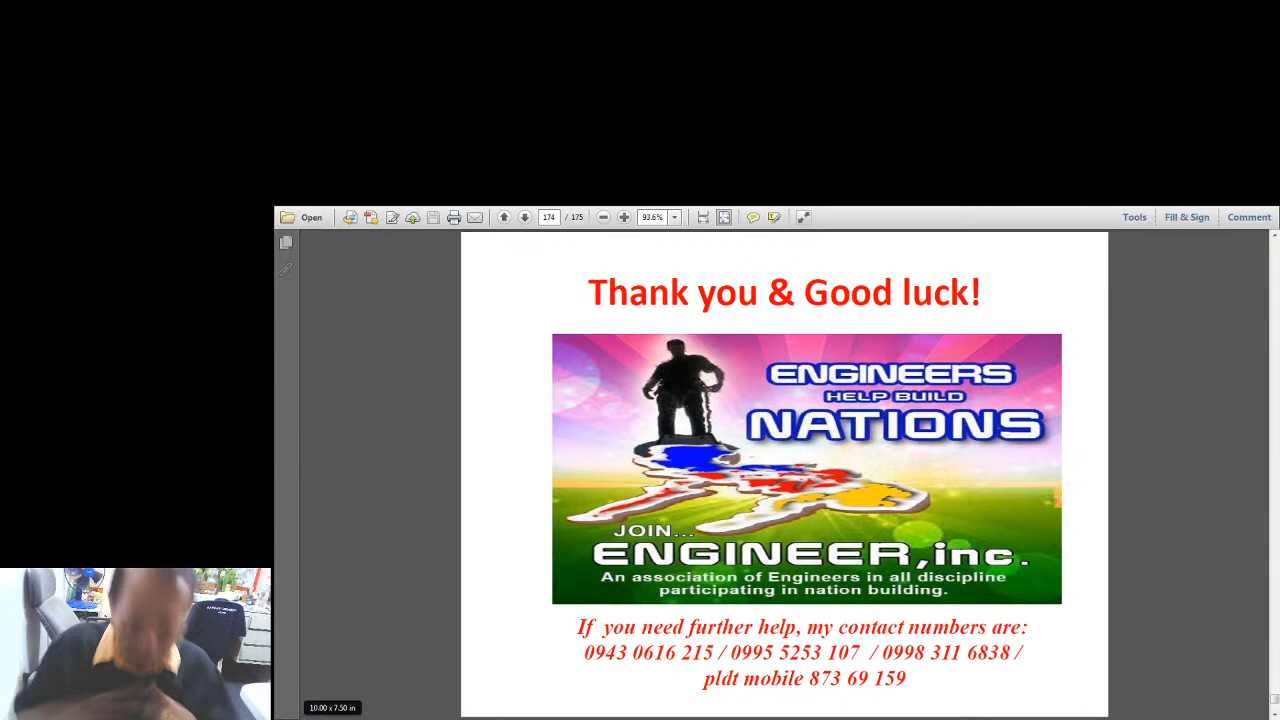 Open
174 / 175
93.6%
Tools
Fill & Sign
Comment
Thank you & Good luck!
ENGINEERS
HELP BUILD
NATIONS
JOIN...
ENGINEER,inc.
An association of Engineers in all discipline
participating in nation building.
If you need further help, my contact numbers are:
0943 0616 215 / 0995 5253 107 / 0998 311 6838 /
pldt mobile 873 69 159
10.00 x 7.50 in